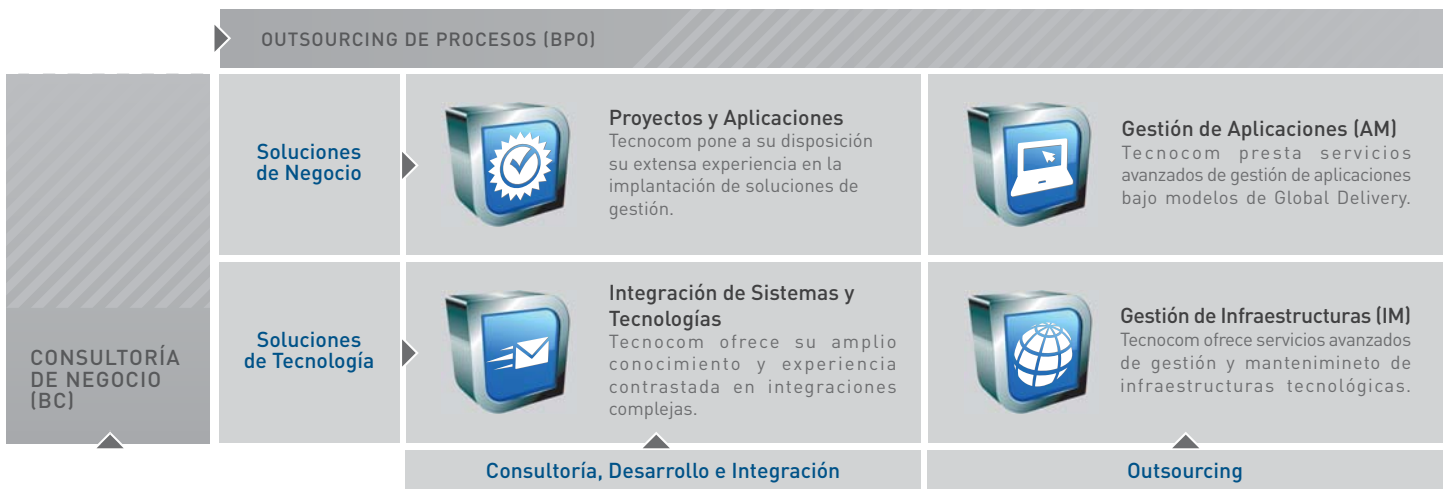 OUTSOURCING DE PROCESOS (BPO)
CONSULTORÍA
DE NEGOCIO
(BC)
Soluciones
de Negocio
Proyectos y Aplicaciones
Tecnocom pone a su disposición
su extensa experiencia en la
implantación de soluciones de
gestión.
Gestión de Aplicaciones (AM)
Tecnocom presta servicios
avanzados de gestión de aplicaciones
bajo modelos de Global Delivery.
Soluciones
de Tecnología
Integración de Sistemas y
Tecnologías
Tecnocom ofrece su amplio
conocimiento y experiencia
contrastada en integraciones
complejas.
Gestión de Infraestructuras (IM)
Tecnocom ofrece servicios avanzados
de gestión y mantenimineto de
infraestructuras tecnológicas.
Consultoría, Desarrollo e Integración
Outsourcing